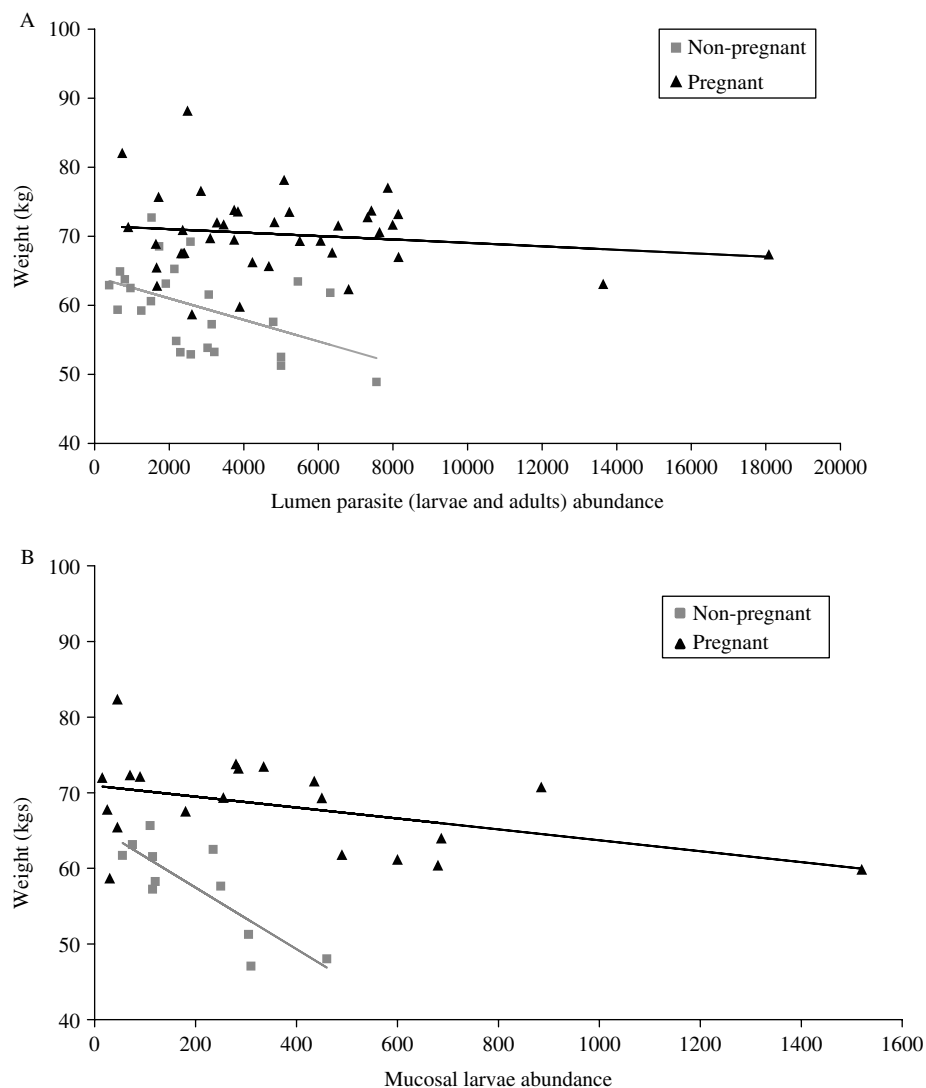 A
100
90
80
70
60
50
40
Weight (kg)
Non-pregnant
Pregnant
0 2000 4000 6000 8000 10000 12000 14000 16000 18000 20000
Lumen parasite (larvae and adults) abundance
B
100
90
80
70
60
50
40
Weight (kgs)
Non-pregnant
Pregnant
0 200 400 600 800 1000 1200 1400 1600
Mucosal larvae abundance